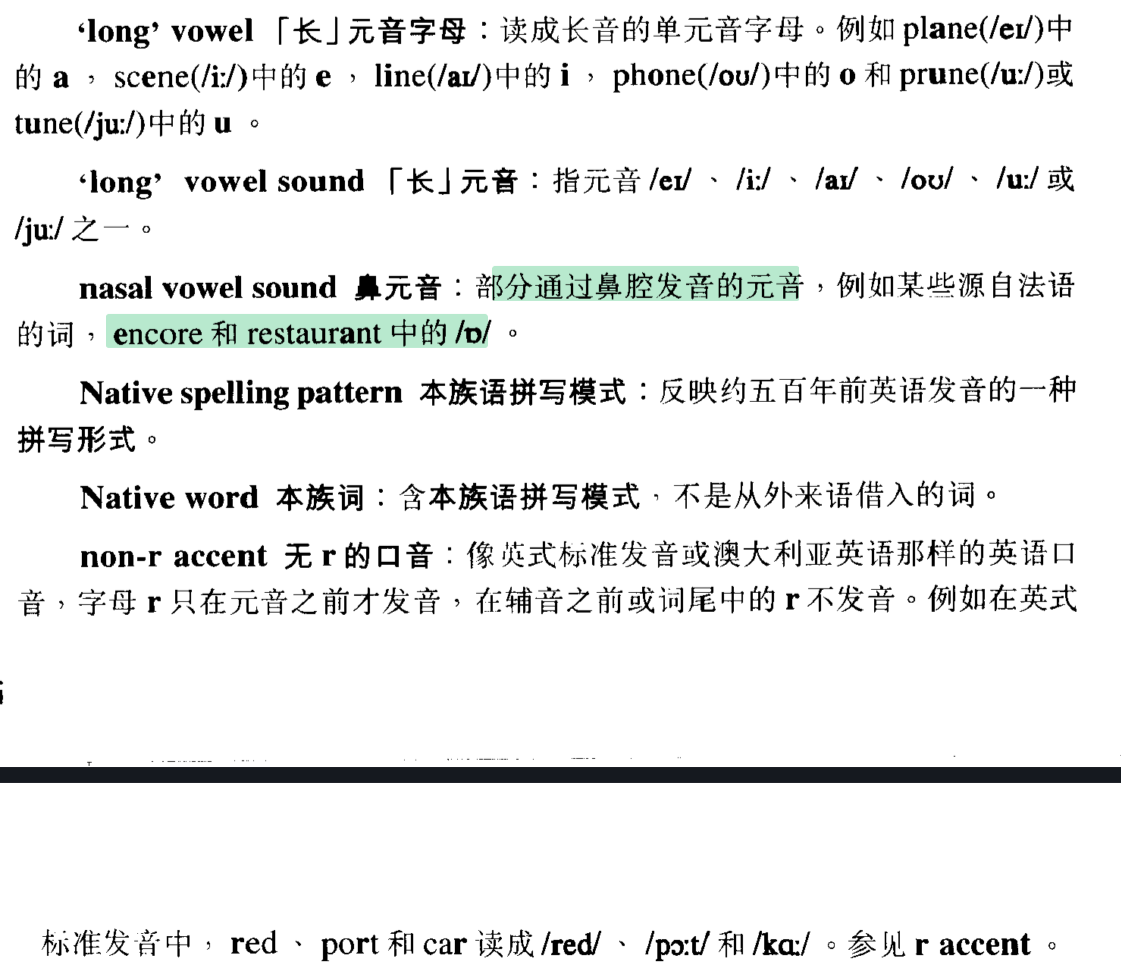 ‘long’ vowel「长」元音字母：读成长音的单元音字母。例如 plane(/eɪ/)中
的 a ，scene(/i:/)中的 e ，line(/aɪ/)中的 i ，phone(/oʊ/)中的 o 和 prune(/u:/)或
tune(/ju:/)中的 u 。
‘long’ vowel sound「长」元音：指元音 /eɪ/ 、/i:/ 、/aɪ/ 、/oʊ/ 、/u:/ 或
/ju:/ 之一。
nasal vowel sound 鼻元音：部分通过鼻腔发音的元音，例如某些源自法语
的词，encore 和 restaurant 中的 /ɒ/ 。
Native spelling pattern 本族语拼写模式：反映约五百年前英语发音的一种
拼写形式。
Native word 本族词：含本族语拼写模式，不是从外来语借入的词。
non-r accent 无 r 的口音：像英式标准发音或澳大利亚英语那样的英语口
音，字母 r 只在元音之前才发音，在辅音之前或词尾中的 r 不发音。例如在英式
标准发音中，red 、port 和 car 读成 /red/ 、/pɔ:t/ 和 /kɑ:/ 。参见 r accent 。